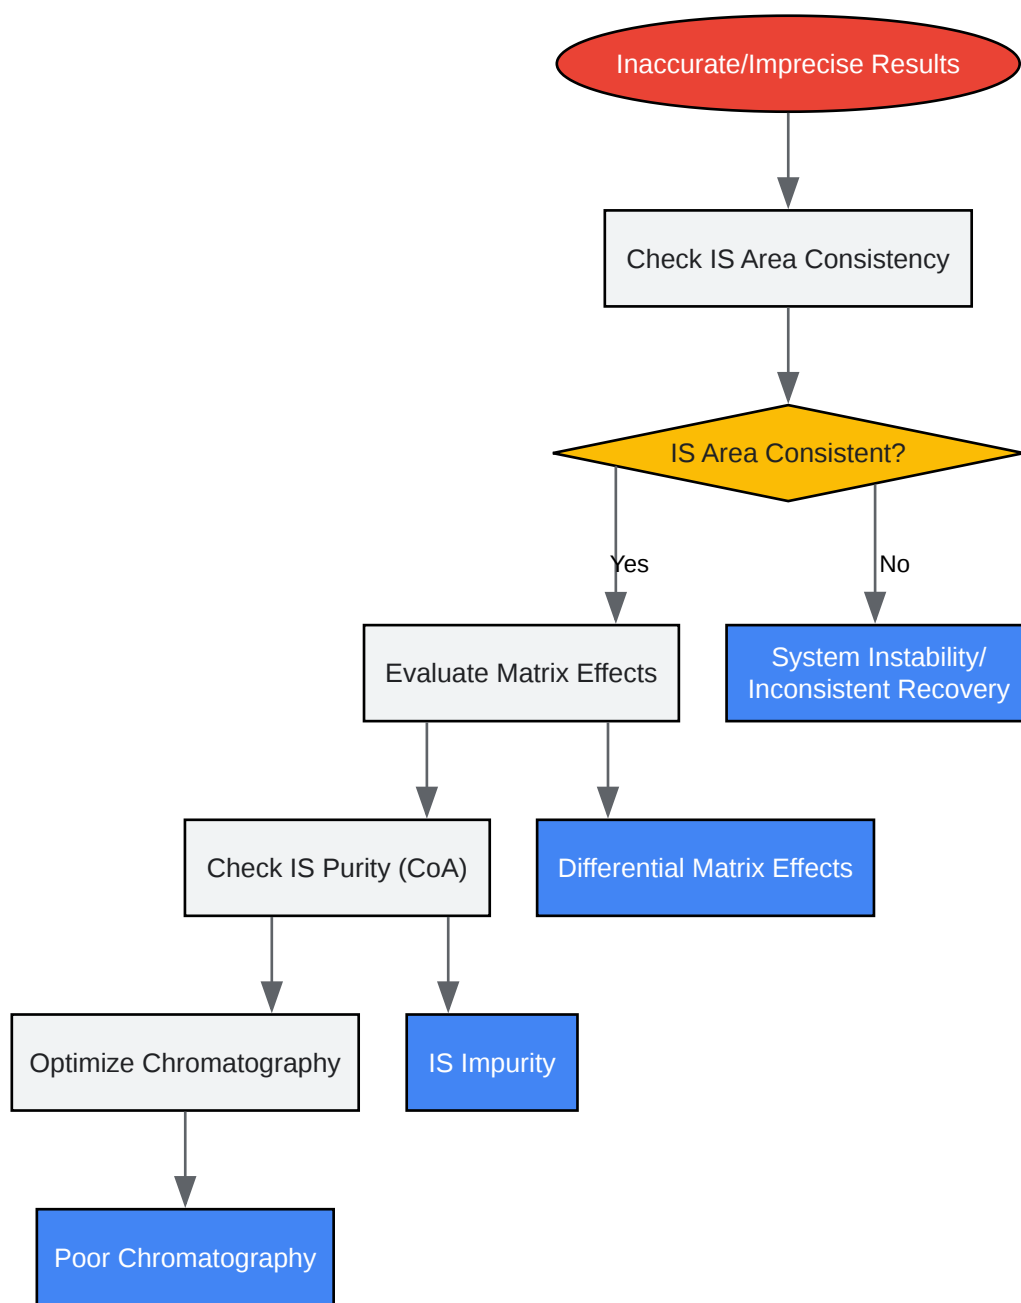 Inaccurate/Imprecise Results
Check IS Area Consistency
IS Area Consistent?
Yes
No
Evaluate Matrix Effects
System Instability/
Inconsistent Recovery
Check IS Purity (CoA)
Differential Matrix Effects
Optimize Chromatography
IS Impurity
Poor Chromatography